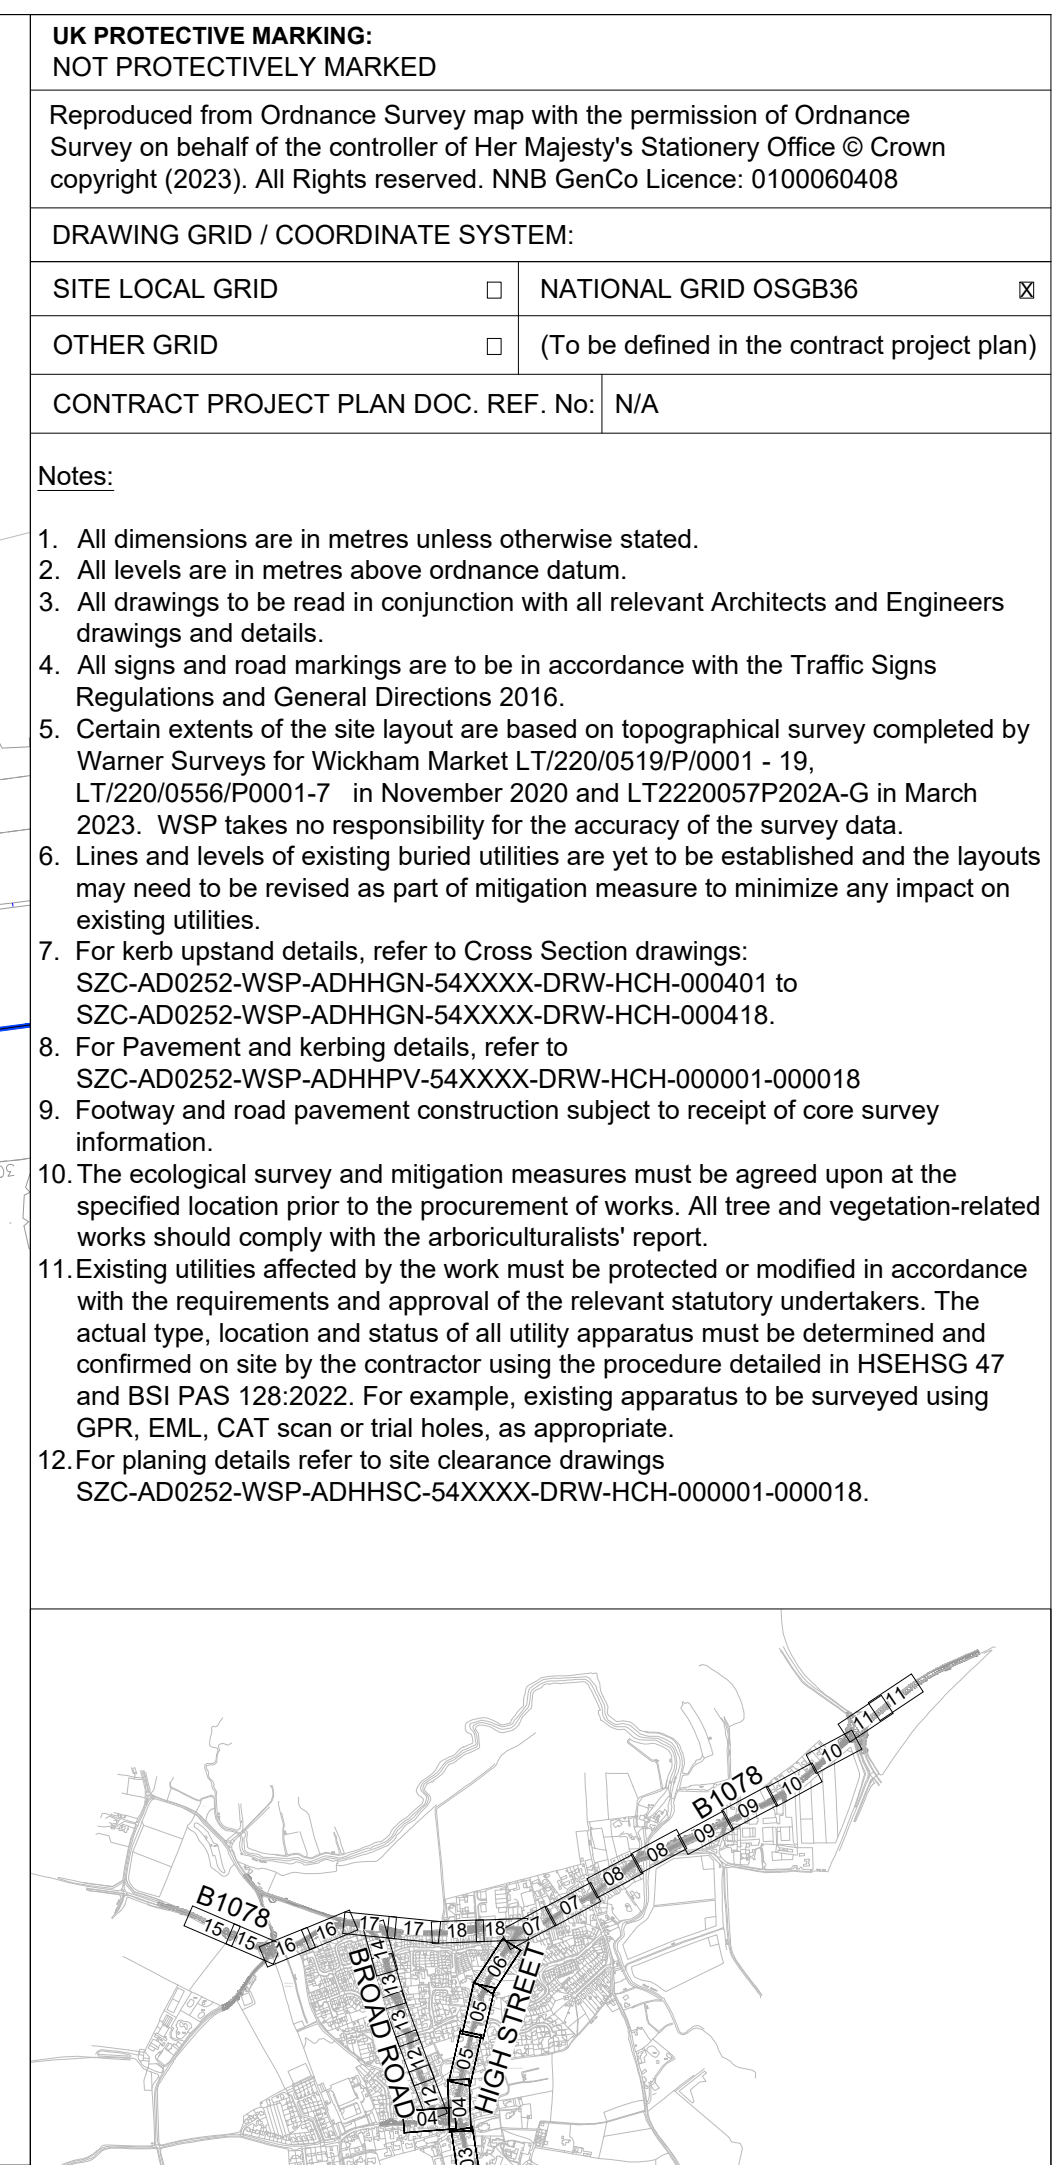 UK PROTECTIVE MARKING:
NOT PROTECTIVELY MARKED
Reproduced from Ordnance Survey map with the permission of Ordnance
Survey on behalf of the controller of Her Majesty's Stationery Office © Crown
copyright (2023). All Rights reserved. NNB GenCo Licence: 0100060408
DRAWING GRID / COORDINATE SYSTEM:
SITE LOCAL GRID ☐ NATIONAL GRID OSGB36 ☒
OTHER GRID ☐ (To be defined in the contract project plan)
CONTRACT PROJECT PLAN DOC. REF. No: N/A
Notes:
1. All dimensions are in metres unless otherwise stated.
2. All levels are in metres above ordnance datum.
3. All drawings to be read in conjunction with all relevant Architects and Engineers
drawings and details.
4. All signs and road markings are to be in accordance with the Traffic Signs
Regulations and General Directions 2016.
5. Certain extents of the site layout are based on topographical survey completed by
Warner Surveys for Wickham Market LT/220/0519/P/0001 - 19,
LT/220/0556/P0001-7 in November 2020 and LT2220057P202A-G in March
2023. WSP takes no responsibility for the accuracy of the survey data.
6. Lines and levels of existing buried utilities are yet to be established and the layouts
may need to be revised as part of mitigation measure to minimize any impact on
existing utilities.
7. For kerb upstand details, refer to Cross Section drawings:
SZC-AD0252-WSP-ADHHGN-54XXXX-DRW-HCH-000401 to
SZC-AD0252-WSP-ADHHGN-54XXXX-DRW-HCH-000418.
8. For Pavement and kerbing details, refer to
SZC-AD0252-WSP-ADHHPV-54XXXX-DRW-HCH-000001-000018
9. Footway and road pavement construction subject to receipt of core survey
information.
10. The ecological survey and mitigation measures must be agreed upon at the
specified location prior to the procurement of works. All tree and vegetation-related
works should comply with the arboriculturalists' report.
11. Existing utilities affected by the work must be protected or modified in accordance
with the requirements and approval of the relevant statutory undertakers. The
actual type, location and status of all utility apparatus must be determined and
confirmed on site by the contractor using the procedure detailed in HSEHSG 47
and BSI PAS 128:2022. For example, existing apparatus to be surveyed using
GPR, EML, CAT scan or trial holes, as appropriate.
12. For planing details refer to site clearance drawings
SZC-AD0252-WSP-ADHHSC-54XXXX-DRW-HCH-000001-000018.
11
11
10
10
B1078
09
09
08
08
07
07
B1078
15
15
16
16
17
17
18
18
14
13
13
12
12
BROAD ROAD
06
05
05
HIGH STREET
04
04
03